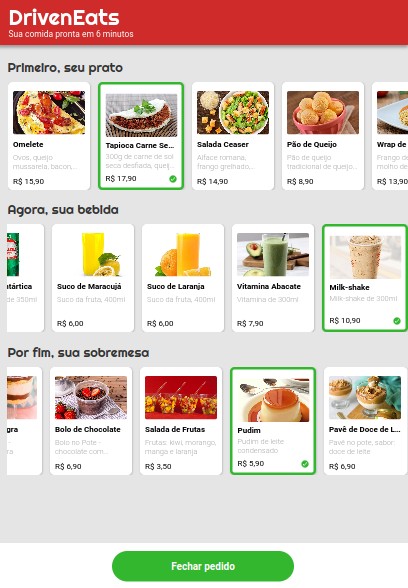 DrivenEats
Sua comida pronta em 6 minutos
Primeiro, seu prato
Omelete
Ovos, queijo
mussarela, bacon,...
R$ 15,90
Tapioca Carne Se...
300g de carne de sol
seca desfiada, queij...
R$ 17,90
Salada Ceaser
Alface romana,
frango grelhado...
R$ 14,90
Pão de Queijo
Pão de queijo
tradicional de queijo...
R$ 8,90
Wrap de
Frango de
molho de
R$ 13,90
Agora, sua bebida
ntártica
de 350ml
Suco de Maracujá
Suco da fruta, 400ml
R$ 6,00
Suco de Laranja
Suco da fruta, 400ml
R$ 6,00
Vitamina Abacate
Vitamina de 300ml
R$ 7,90
Milk-shake
Milk-shake de 300ml
R$ 10,90
Por fim, sua sobremesa
gra
Bolo de Chocolate
Bolo no Pote -
chocolate com...
R$ 6,90
Salada de Frutas
Frutas: kiwi, morango,
manga e laranja
R$ 3,50
Pudim
Pudim de leite
condensado
R$ 5,90
Pavê de Doce de L...
Pavê no pote, sabor:
doce de leite
R$ 6,90
Fechar pedido